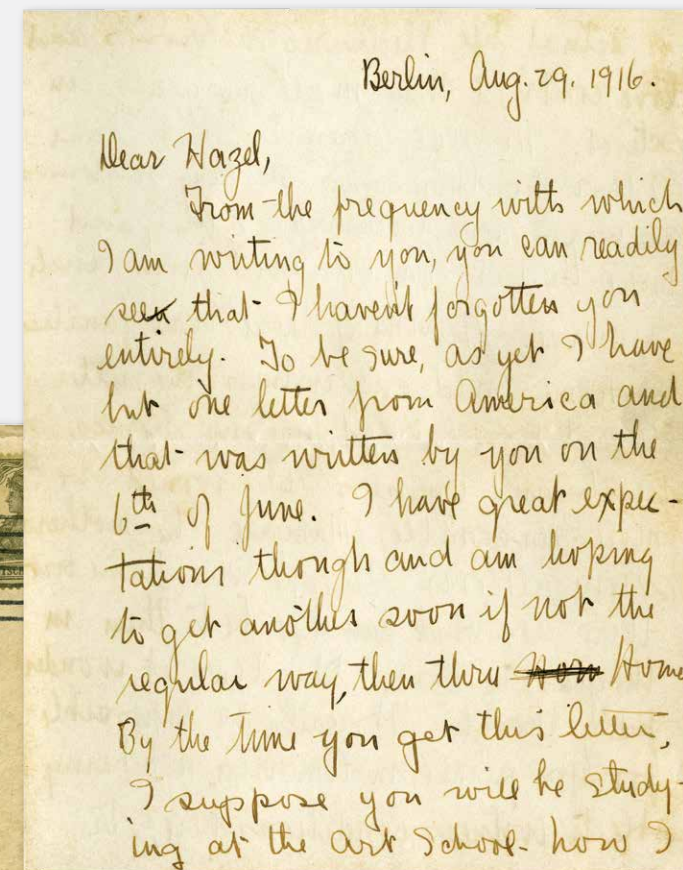 Berlin, Aug. 29. 1916.
Dear Hazel,
From the frequency with which
I am writing to you, you can readily
see that I haven't forgotten you
entirely. To be sure, as yet I have
but one letter from America and
that was written by you on the
6th of June. I have great expec-
tations though and am hoping
to get another soon if not the
regular way, then thru Home
By the time you get this letter,
I suppose you will be study-
ing at the Art School - how I